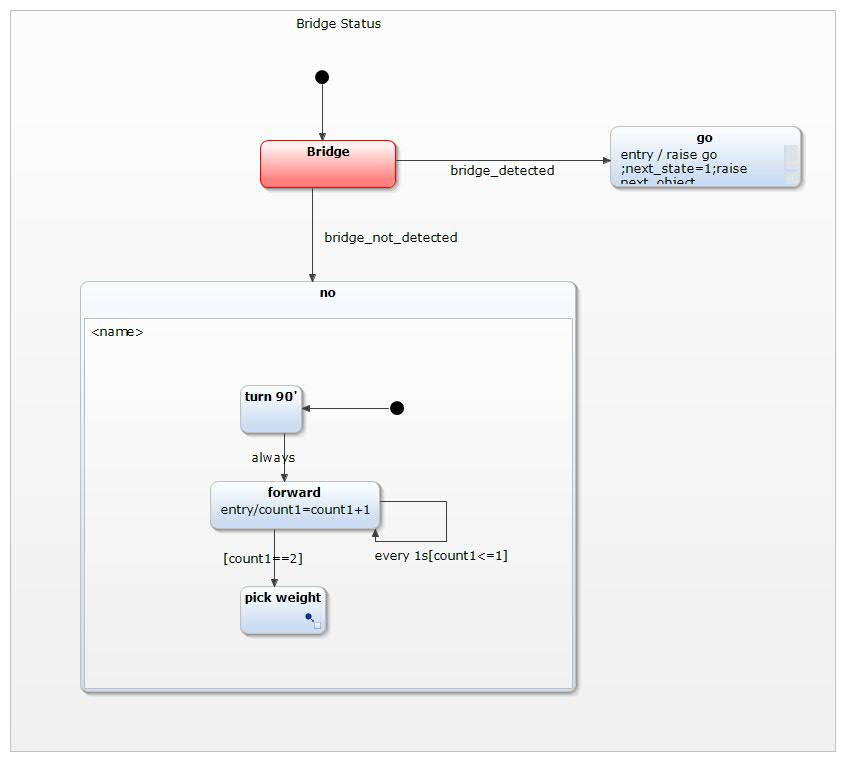 Bridge Status
Bridge
go
entry / raise go
;next_state=1;raise
next_object
bridge_detected
bridge_not_detected
no
<name>
turn 90'
always
forward
entry/count1=count1+1
[count1==2]
every 1s[count1<=1]
pick weight